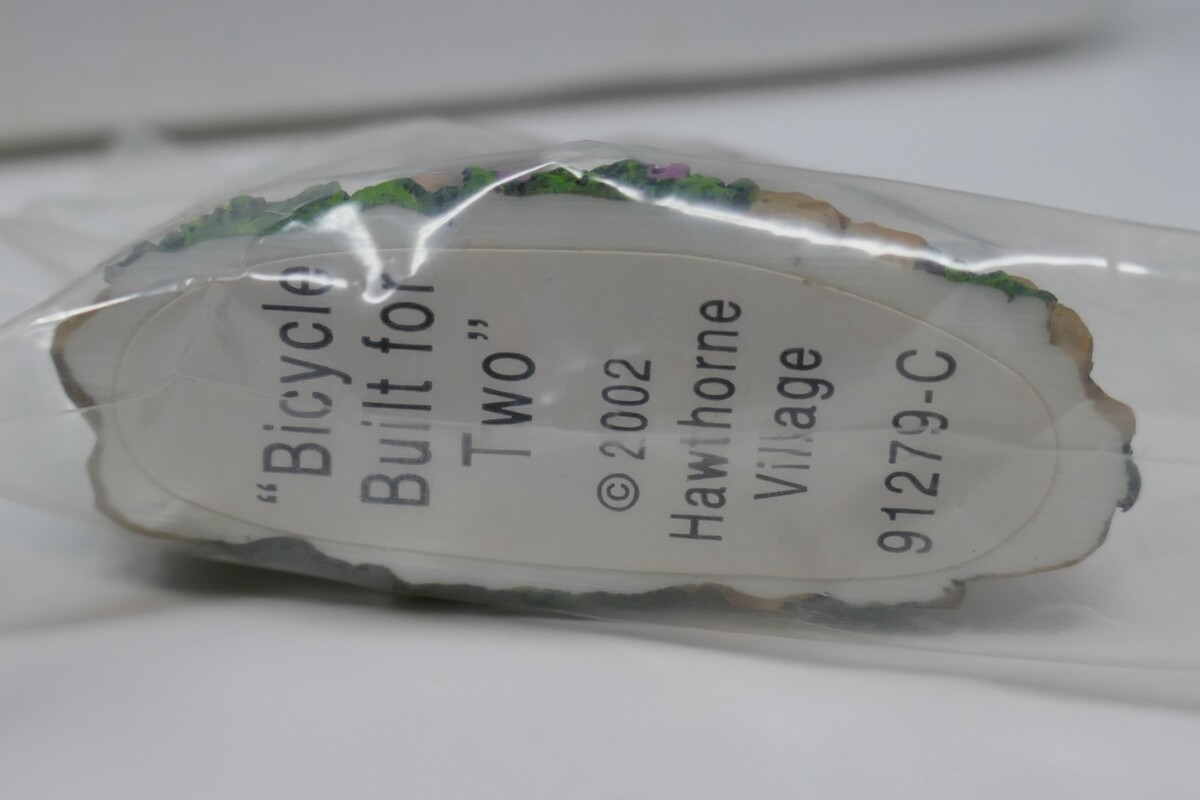 “Bicycle
Built for
Two”
© 2002
Hawthorne
Village
91279-C